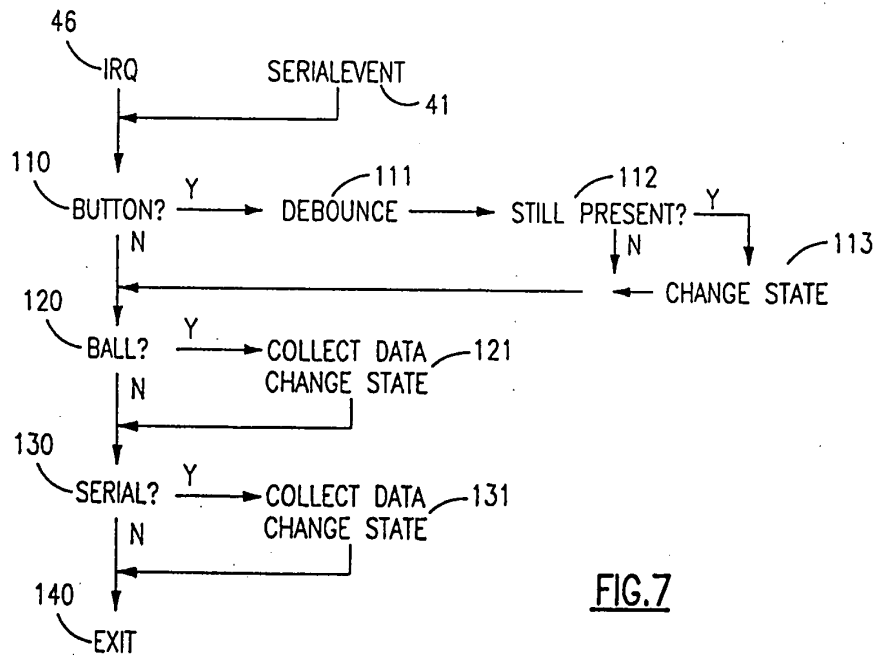 46
IRQ
SERIALEVENT
41
110
BUTTON?
Y
111
DEBOUNCE
112
STILL PRESENT?
Y
N
N
113
CHANGE STATE
120
BALL?
Y
COLLECT DATA
CHANGE STATE
121
N
130
SERIAL?
Y
COLLECT DATA
CHANGE STATE
131
N
140
EXIT
FIG.7